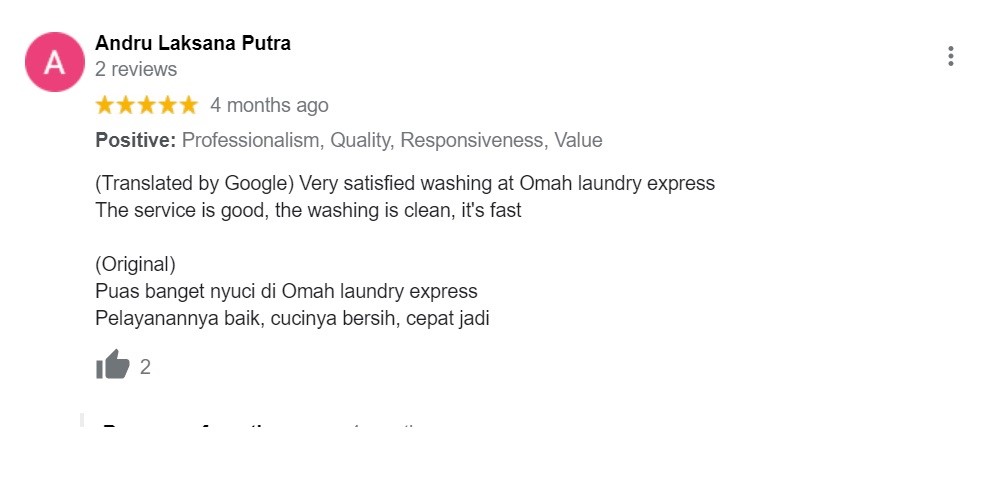 A
Andru Laksana Putra
2 reviews
4 months ago
Positive: Professionalism, Quality, Responsiveness, Value
(Translated by Google) Very satisfied washing at Omah laundry express
The service is good, the washing is clean, it's fast
(Original)
Puas banget nyuci di Omah laundry express
Pelayanannya baik, cucinya bersih, cepat jadi
2